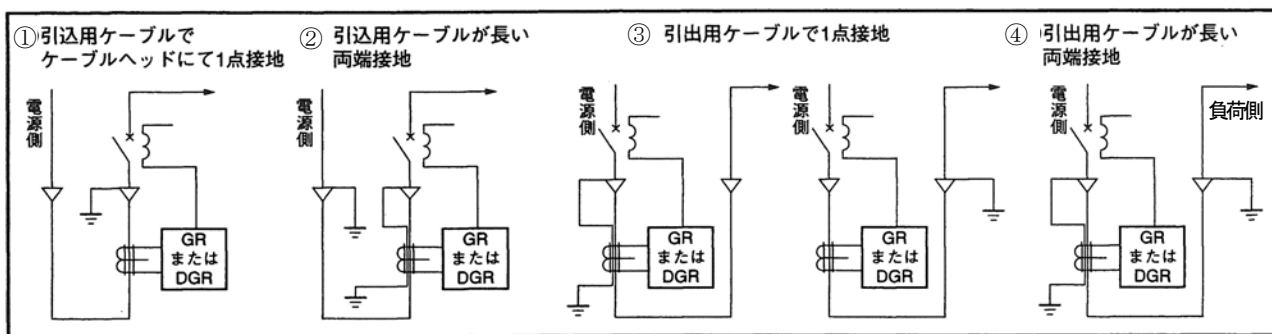 ① 引込用ケーブルで
ケーブルヘッドにて1点接地
電源側
GR
または
DGR
② 引込用ケーブルが長い
両端接地
電源側
GR
または
DGR
③ 引出用ケーブルで1点接地
電源側
GR
または
DGR
電源側
GR
または
DGR
④ 引出用ケーブルが長い
両端接地
電源側
負荷側
GR
または
DGR